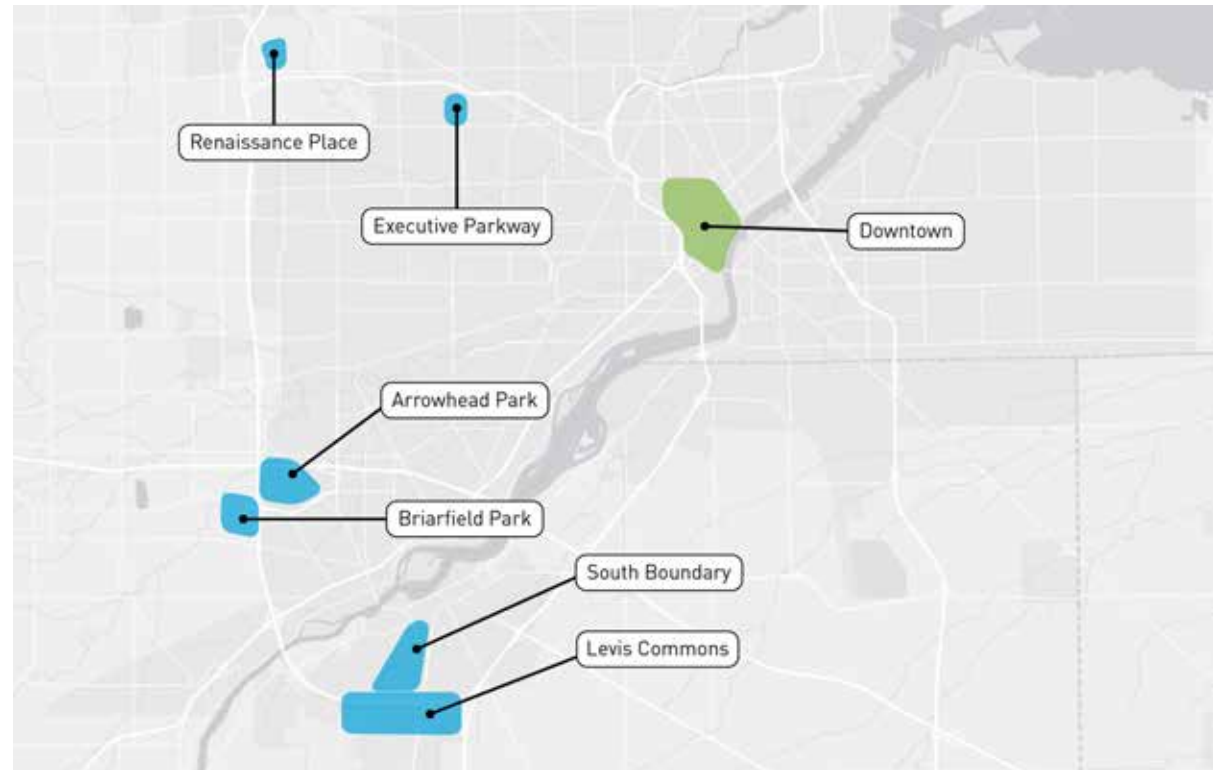 Renaissance Place
Executive Parkway
Downtown
Arrowhead Park
Briarfield Park
South Boundary
Levis Commons